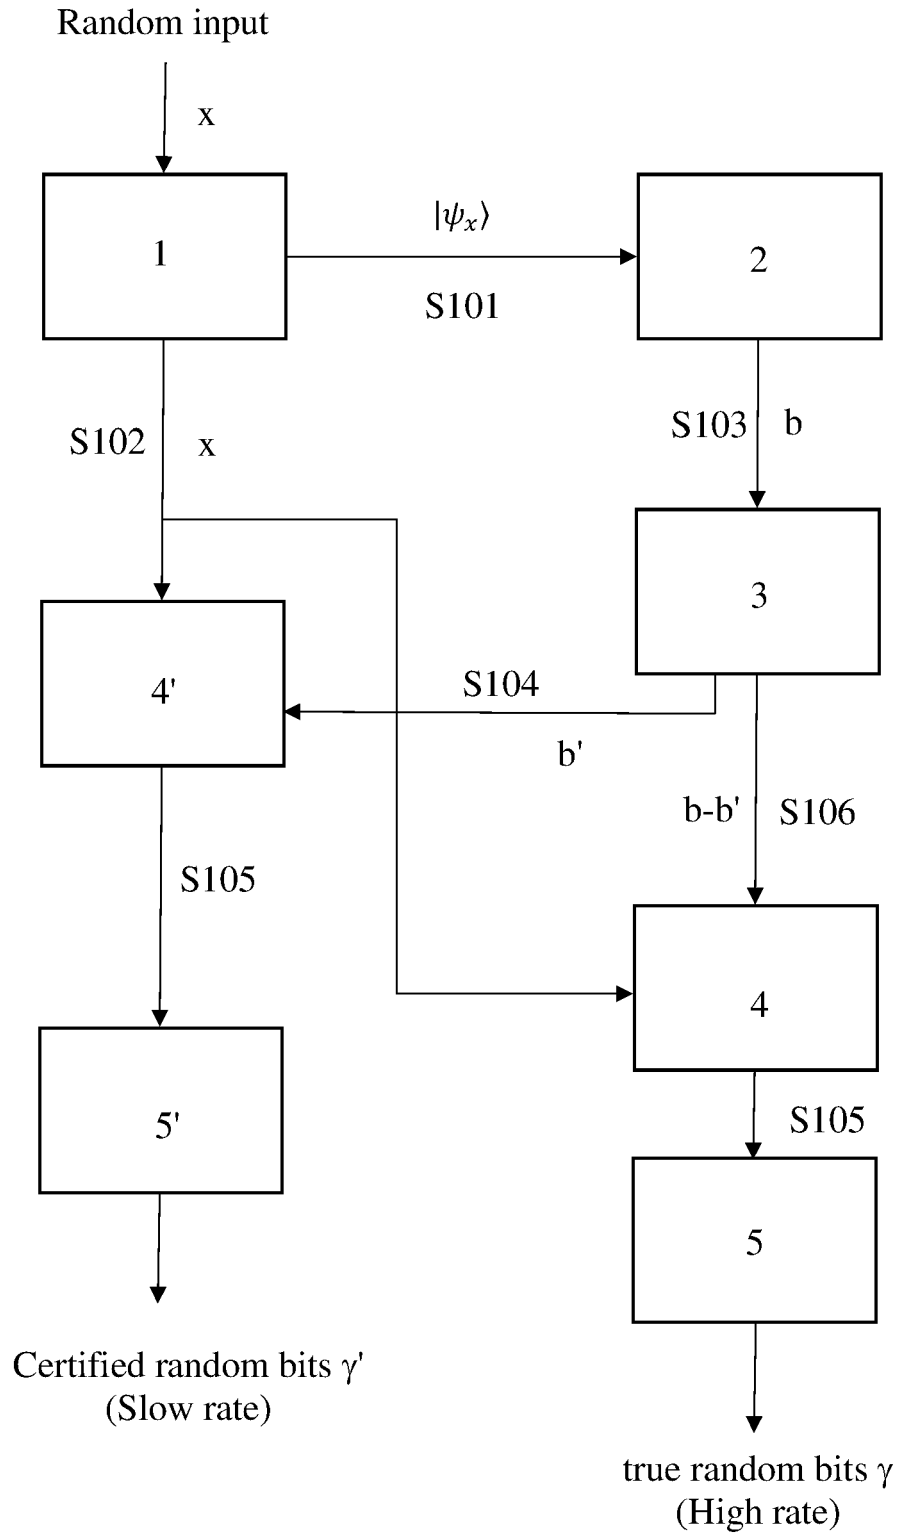 Random input
x
1
|ψₓ⟩
2
S101
S102
x
S103
b
3
4'
S104
b'
b-b'
S106
S105
4
5'
S105
5
Certified random bits γ'
(Slow rate)
true random bits γ
(High rate)